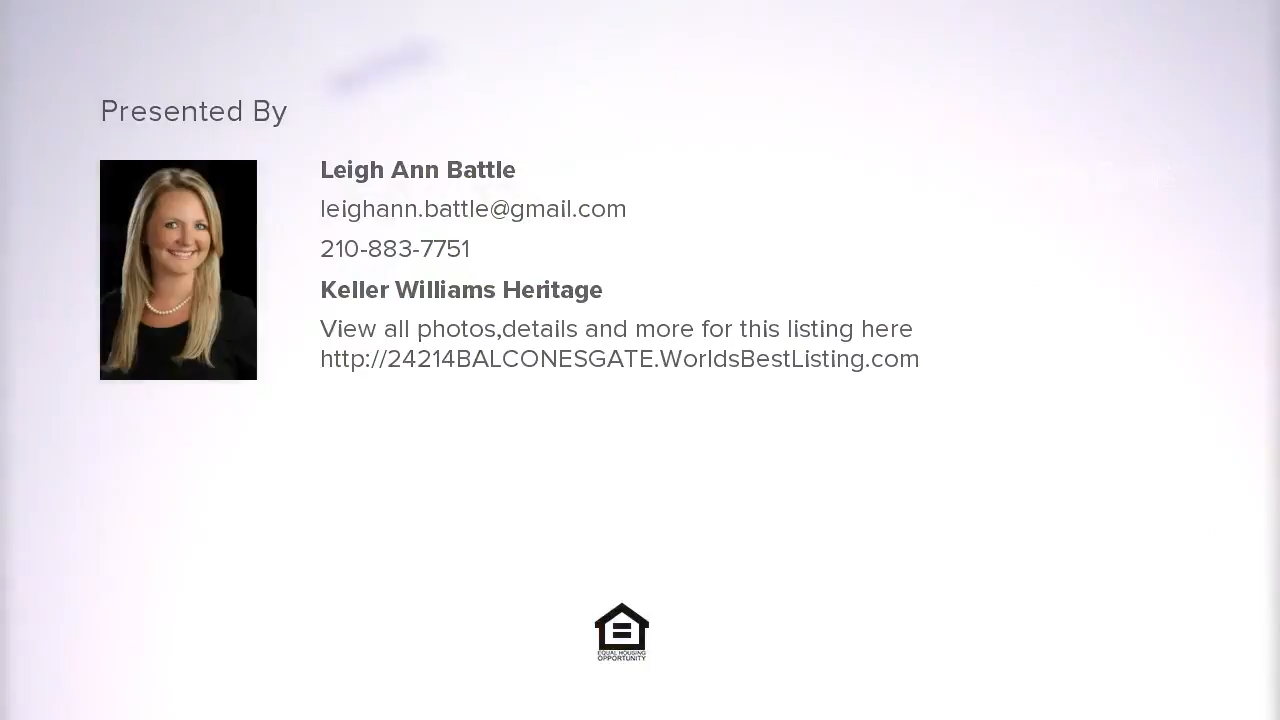 Presented By
Leigh Ann Battle
leighann.battle@gmail.com
210-883-7751
Keller Williams Heritage
View all photos,details and more for this listing here
http://24214BALCONESGATE.WorldsBestListing.com
EQUAL HOUSING
OPPORTUNITY